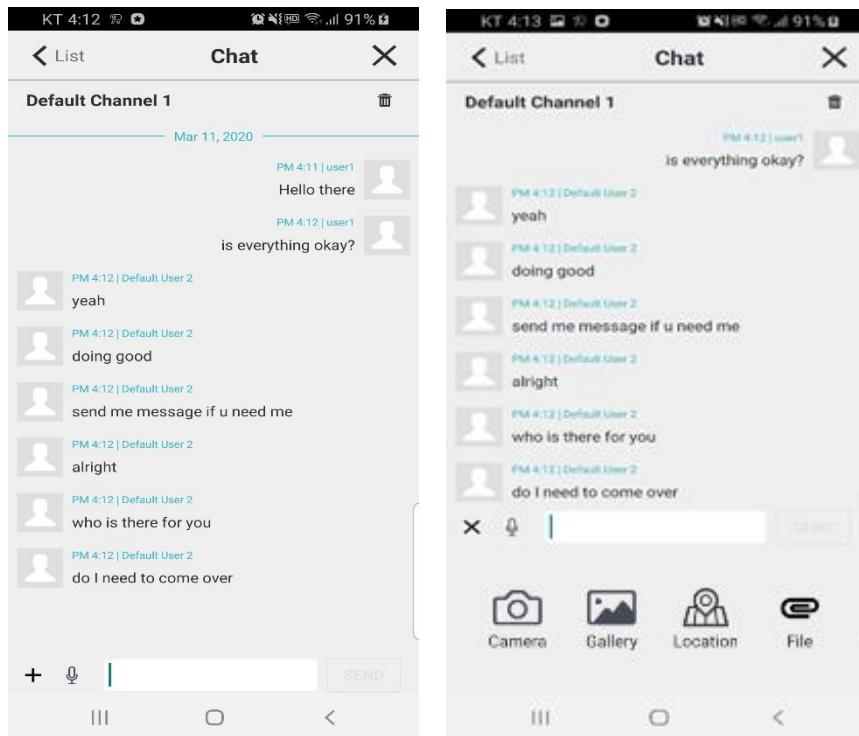 KT 4:12
91%
List
Chat
Default Channel 1
Mar 11, 2020
PM 4:11 | user1
Hello there
PM 4:12 | user1
is everything okay?
PM 4:12 | Default User 2
yeah
PM 4:12 | Default User 2
doing good
PM 4:12 | Default User 2
send me message if u need me
PM 4:12 | Default User 2
alright
PM 4:12 | Default User 2
who is there for you
PM 4:12 | Default User 2
do I need to come over
SEND
KT 4:13
91%
List
Chat
Default Channel 1
PM 4:12 | user1
is everything okay?
PM 4:12 | Default User 2
yeah
PM 4:12 | Default User 2
doing good
PM 4:12 | Default User 2
send me message if u need me
PM 4:12 | Default User 2
alright
PM 4:12 | Default User 2
who is there for you
PM 4:12 | Default User 2
do I need to come over
SEND
Camera Gallery Location File